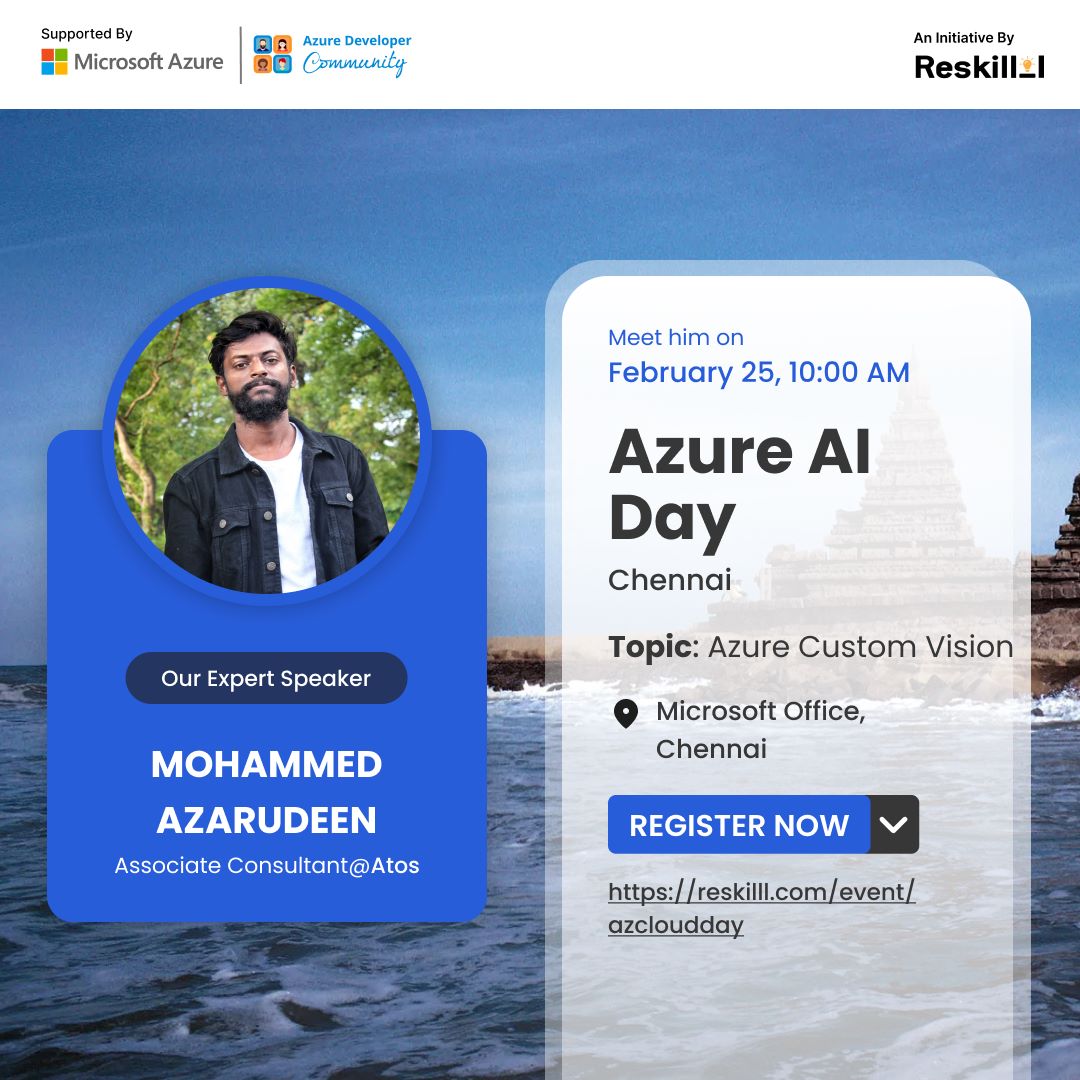 Supported By
Microsoft Azure
Azure Developer
Community
An Initiative By
Reskilll
Meet him on
February 25, 10:00 AM
Azure AI
Day
Chennai
Topic: Azure Custom Vision
Microsoft Office,
Chennai
REGISTER NOW
https://reskilll.com/event/
azcloudday
Our Expert Speaker
MOHAMMED
AZARUDEEN
Associate Consultant@Atos